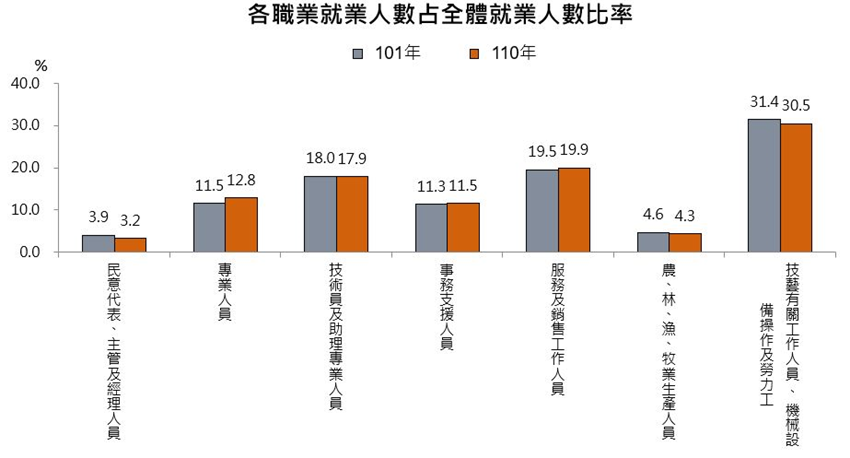 各職業就業人數占全體就業人數比率
101年 110年
%
40.0
30.0
20.0
10.0
0.0
3.9 3.2
11.5 12.8
18.0 17.9
11.3 11.5
19.5 19.9
4.6 4.3
31.4 30.5
民意代表、主管及經理人員
專業人員
技術員及助理專業人員
事務支援人員
服務及銷售工作人員
農、林、漁、牧業生產人員
技藝有關工作人員、機械設
備操作及勞力工